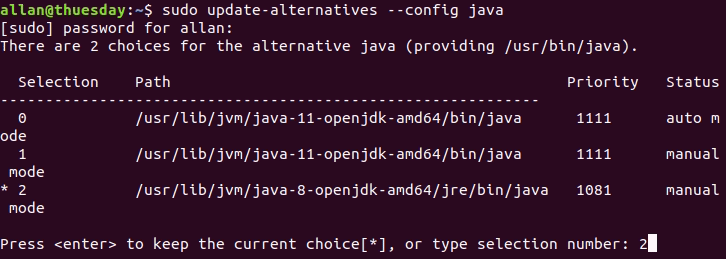 allan@thuesday:~$ sudo update-alternatives --config java
[sudo] password for allan:
There are 2 choices for the alternative java (providing /usr/bin/java).

  Selection    Path                                            Priority   Status
------------------------------------------------------------
  0            /usr/lib/jvm/java-11-openjdk-amd64/bin/java      1111      auto m
ode
  1            /usr/lib/jvm/java-11-openjdk-amd64/bin/java      1111      manual
 mode
* 2            /usr/lib/jvm/java-8-openjdk-amd64/jre/bin/java   1081      manual
 mode

Press <enter> to keep the current choice[*], or type selection number: 2